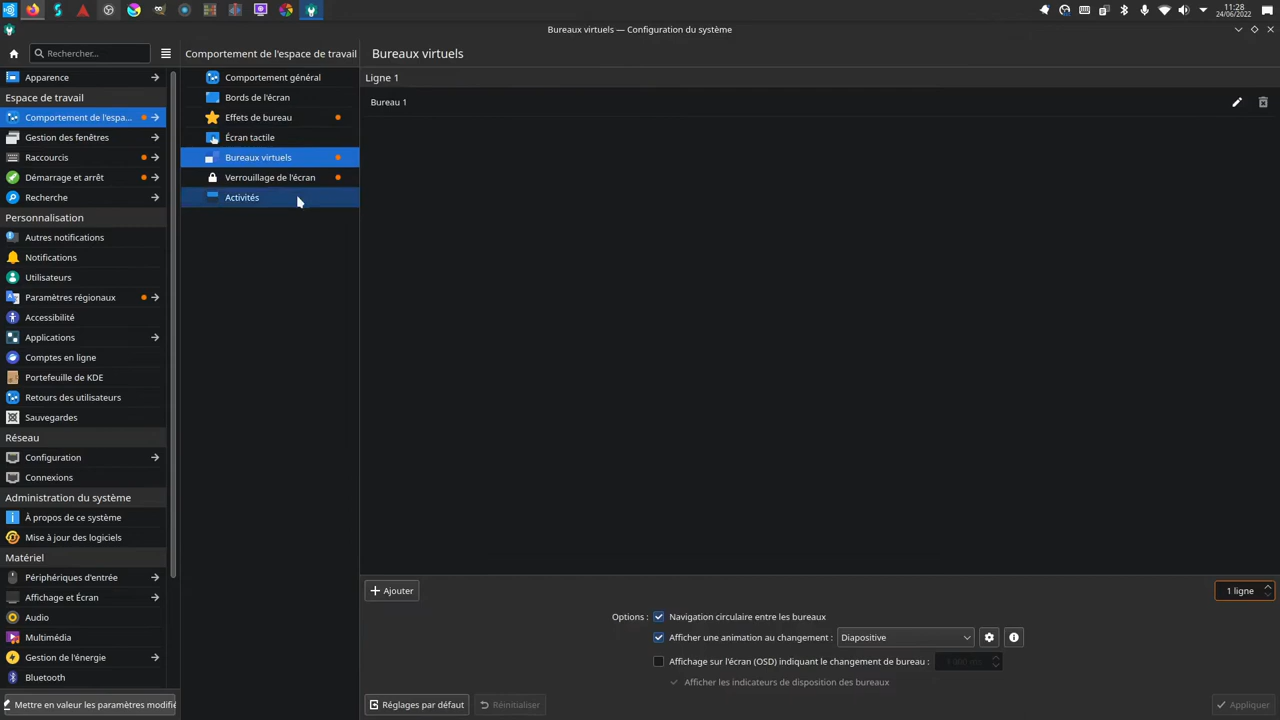 11:28
24/06/2022
Bureaux virtuels — Configuration du système
Rechercher...
Comportement de l'espace de travail
Bureaux virtuels
Apparence
Espace de travail
Comportement de l'espa...
Gestion des fenêtres
Raccourcis
Démarrage et arrêt
Recherche
Personnalisation
Autres notifications
Notifications
Utilisateurs
Paramètres régionaux
Accessibilité
Applications
Comptes en ligne
Portefeuille de KDE
Retours des utilisateurs
Sauvegardes
Réseau
Configuration
Connexions
Administration du système
À propos de ce système
Mise à jour des logiciels
Matériel
Périphériques d'entrée
Affichage et Écran
Audio
Multimédia
Gestion de l'énergie
Bluetooth
Mettre en valeur les paramètres modifié
Comportement général
Bords de l'écran
Effets de bureau
Écran tactile
Bureaux virtuels
Verrouillage de l'écran
Activités
Ligne 1
Bureau 1
Ajouter
1 ligne
Options :
Navigation circulaire entre les bureaux
Afficher une animation au changement :
Diapositive
Affichage sur l'écran (OSD) indiquant le changement de bureau :
Afficher les indicateurs de disposition des bureaux
Réglages par défaut
Réinitialiser
Appliquer